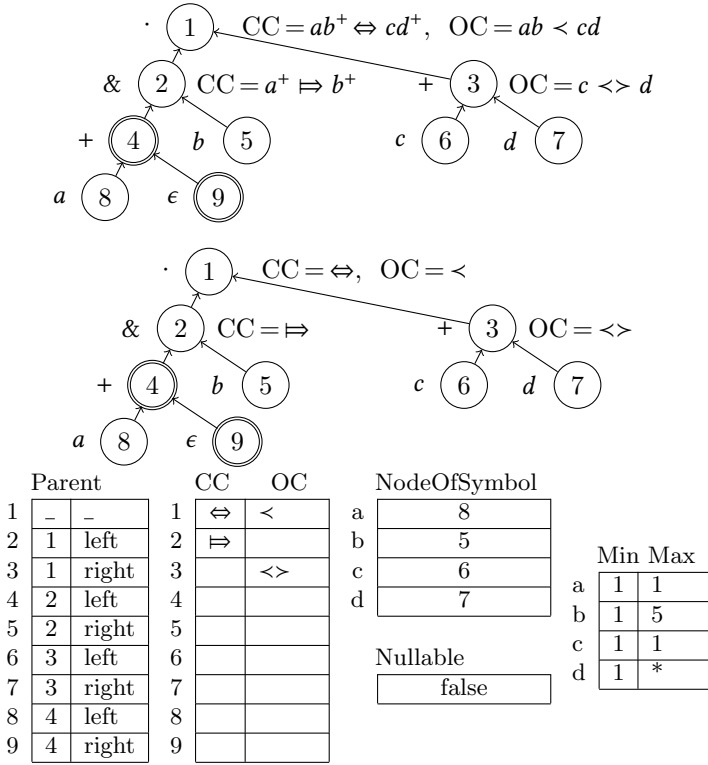 · 1 CC = ab⁺ ⇔ cd⁺, OC = ab ≺ cd
& 2 CC = a⁺ ⤇ b⁺ + 3 OC = c ≺≻ d
+ 4 b 5 c 6 d 7
a 8 ϵ 9
· 1 CC = ⇔, OC = ≺
& 2 CC = ⤇ + 3 OC = ≺≻
+ 4 b 5 c 6 d 7
a 8 ϵ 9
Parent
1 _ _
2 1 left
3 1 right
4 2 left
5 2 right
6 3 left
7 3 right
8 4 left
9 4 right
CC OC
1 ⇔ ≺
2 ⤇
3 ≺≻
4
5
6
7
8
9
NodeOfSymbol
a 8
b 5
c 6
d 7
Nullable
false
Min Max
a 1 1
b 1 5
c 1 1
d 1 *